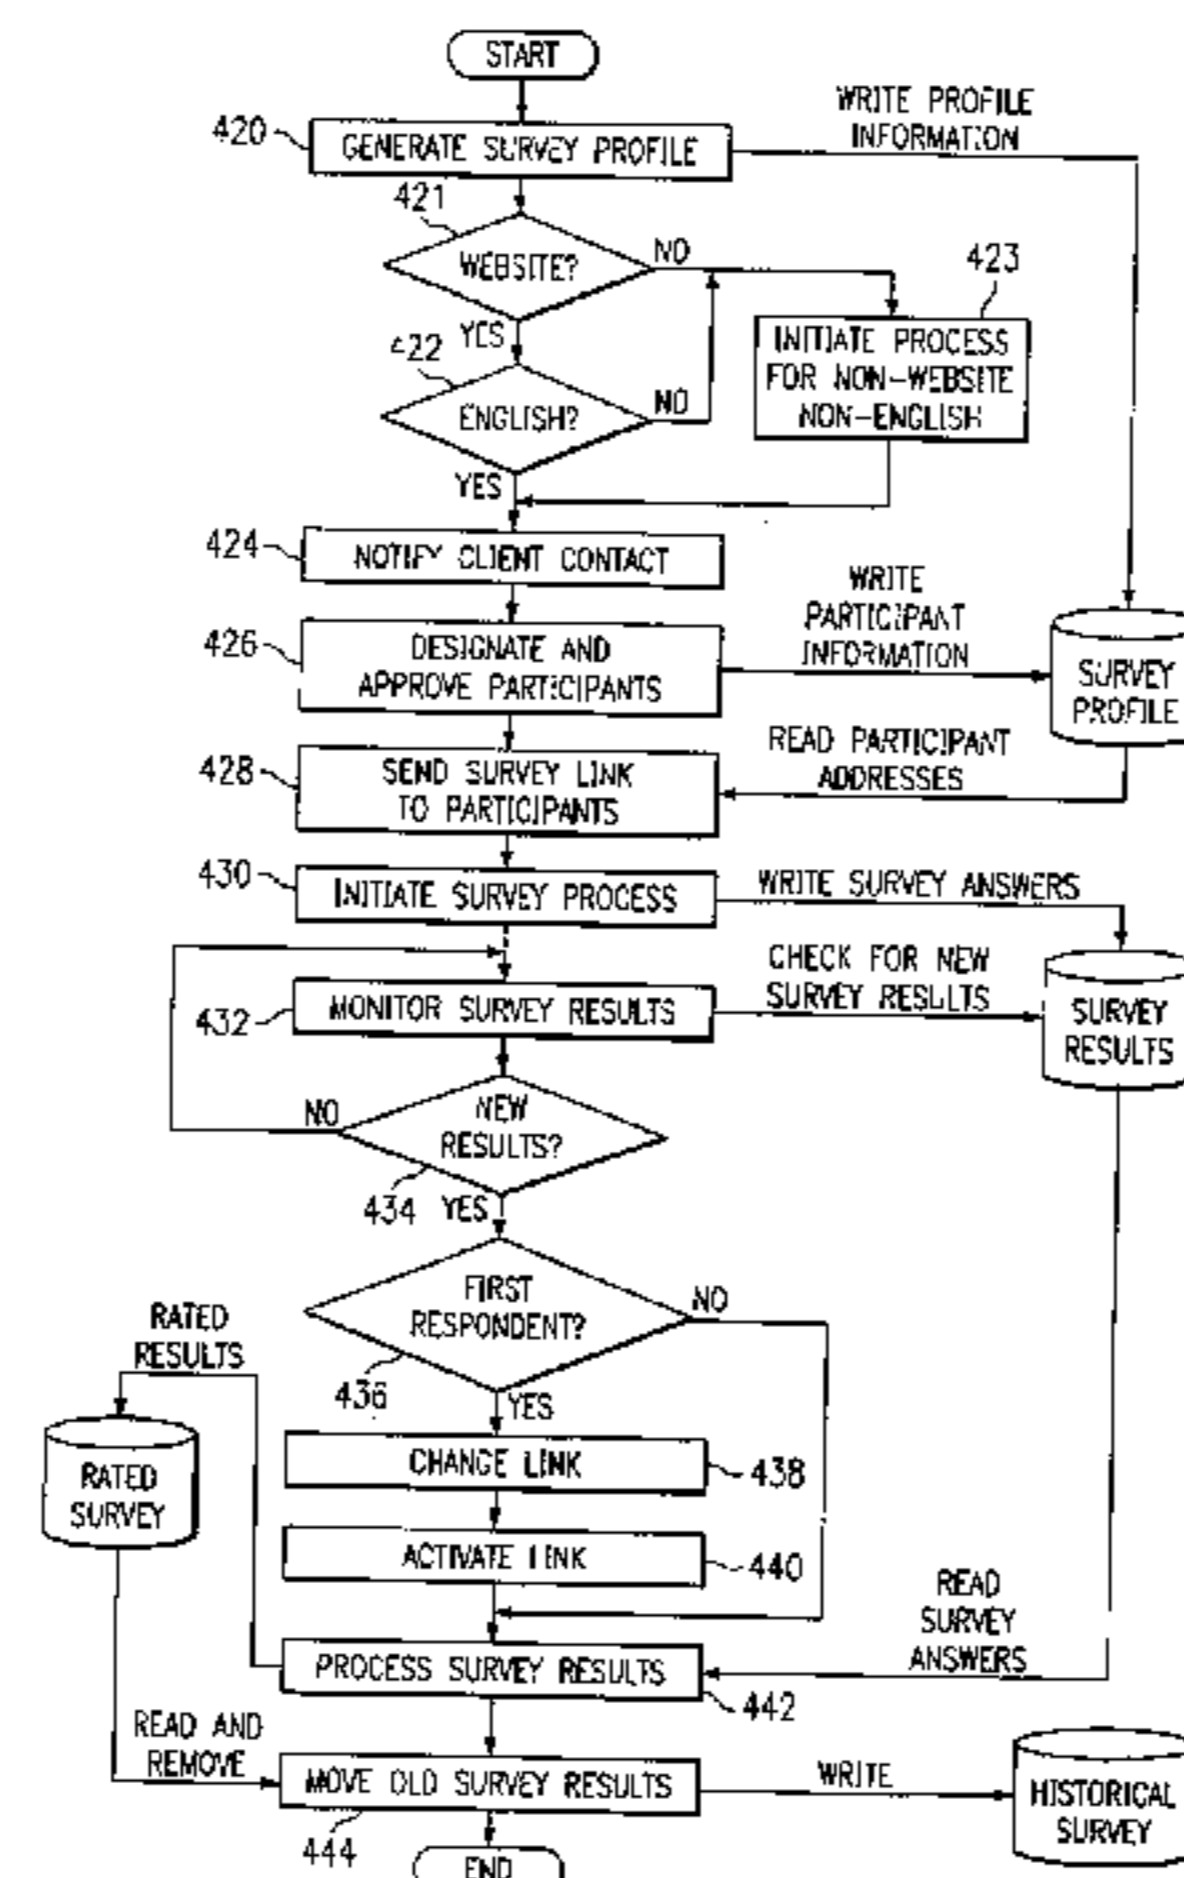 START
WRITE PROFILE
INFORMATION
420
GENERATE SURVEY PROFILE
421
WEBSITE?
NO
423
YES
INITIATE PROCESS
FOR NON-WEBSITE
NON-ENGLISH
422
ENGLISH?
NO
YES
424
NOTIFY CLIENT CONTACT
WRITE
PARTICIPANT
INFORMATION
426
DESIGNATE AND
APPROVE PARTICIPANTS
SURVEY
PROFILE
READ PARTICIPANT
ADDRESSES
428
SEND SURVEY LINK
TO PARTICIPANTS
430
INITIATE SURVEY PROCESS
WRITE SURVEY ANSWERS
CHECK FOR NEW
SURVEY RESULTS
432
MONITOR SURVEY RESULTS
SURVEY
RESULTS
NEW
RESULTS?
NO
434
YES
FIRST
RESPONDENT?
NO
436
YES
RATED
RESULTS
RATED
SURVEY
CHANGE LINK
438
ACTIVATE LINK
440
READ
SURVEY
ANSWERS
PROCESS SURVEY RESULTS
442
READ AND
REMOVE
MOVE OLD SURVEY RESULTS
444
WRITE
HISTORICAL
SURVEY
END